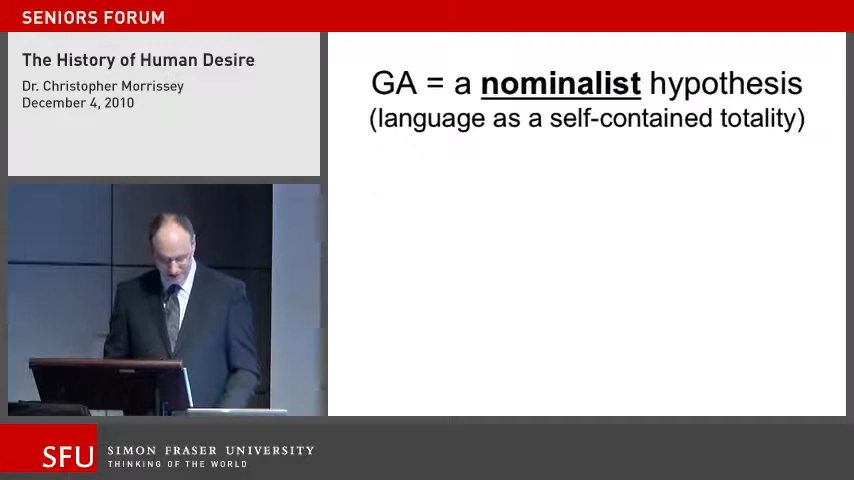 SENIORS FORUM
The History of Human Desire
Dr. Christopher Morrissey
December 4, 2010
GA = a nominalist hypothesis
(language as a self-contained totality)
SFU
SIMON FRASER UNIVERSITY
THINKING OF THE WORLD